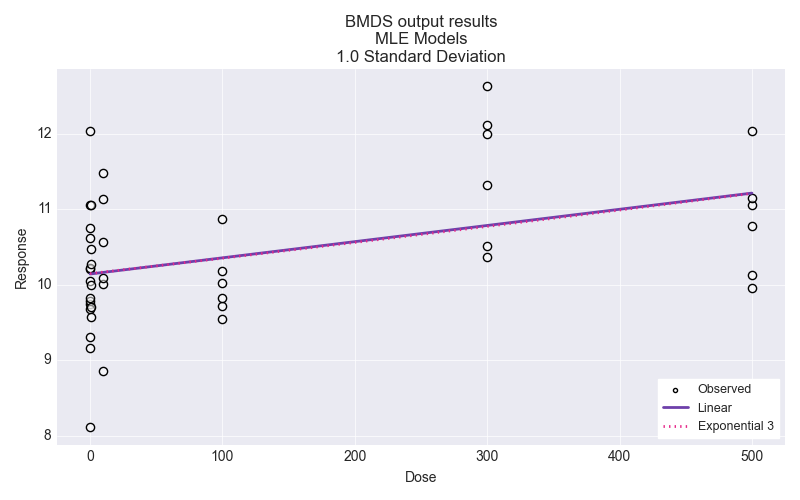 BMDS output results
MLE Models
1.0 Standard Deviation
Response
12
11
10
9
8
0 100 200 300 400 500
Dose
Observed
Linear
Exponential 3